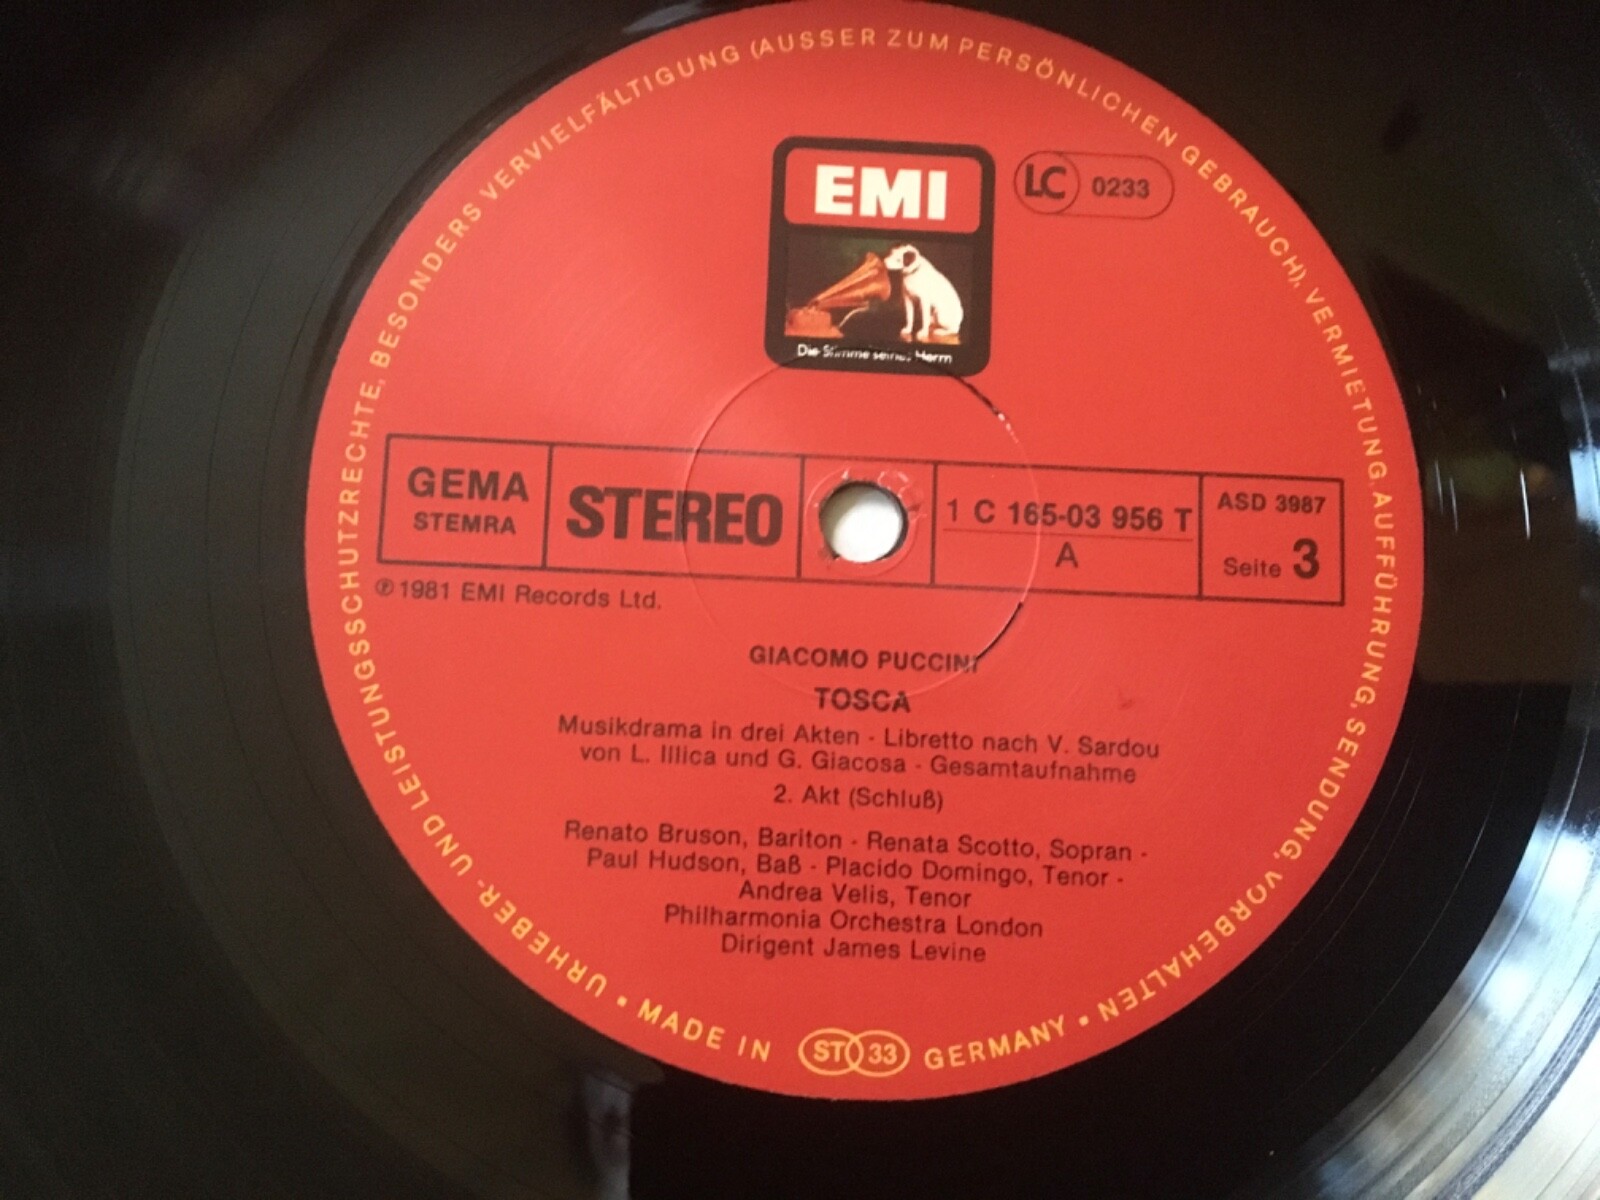 URHEBER- UND LEISTUNGSSCHUTZRECHTE, BESONDERS VERVIELFÄLTIGUNG (AUSSER ZUM PERSÖNLICHEN GEBRAUCH), VERMIETUNG, AUFFÜHRUNG, SENDUNG, VORBEHALTEN
EMI
LC 0233
Die Stimme seines Herrn
GEMA
STEMRA
STEREO
1 C 165-03 956 T
A
ASD 3987
Seite 3
℗ 1981 EMI Records Ltd.
GIACOMO PUCCINI
TOSCA
Musikdrama in drei Akten · Libretto nach V. Sardou
von L. Illica und G. Giacosa · Gesamtaufnahme
2. Akt (Schluß)
Renato Bruson, Bariton · Renata Scotto, Sopran ·
Paul Hudson, Baß · Placido Domingo, Tenor ·
Andrea Velis, Tenor
Philharmonia Orchestra London
Dirigent James Levine
• MADE IN ST 33 GERMANY •